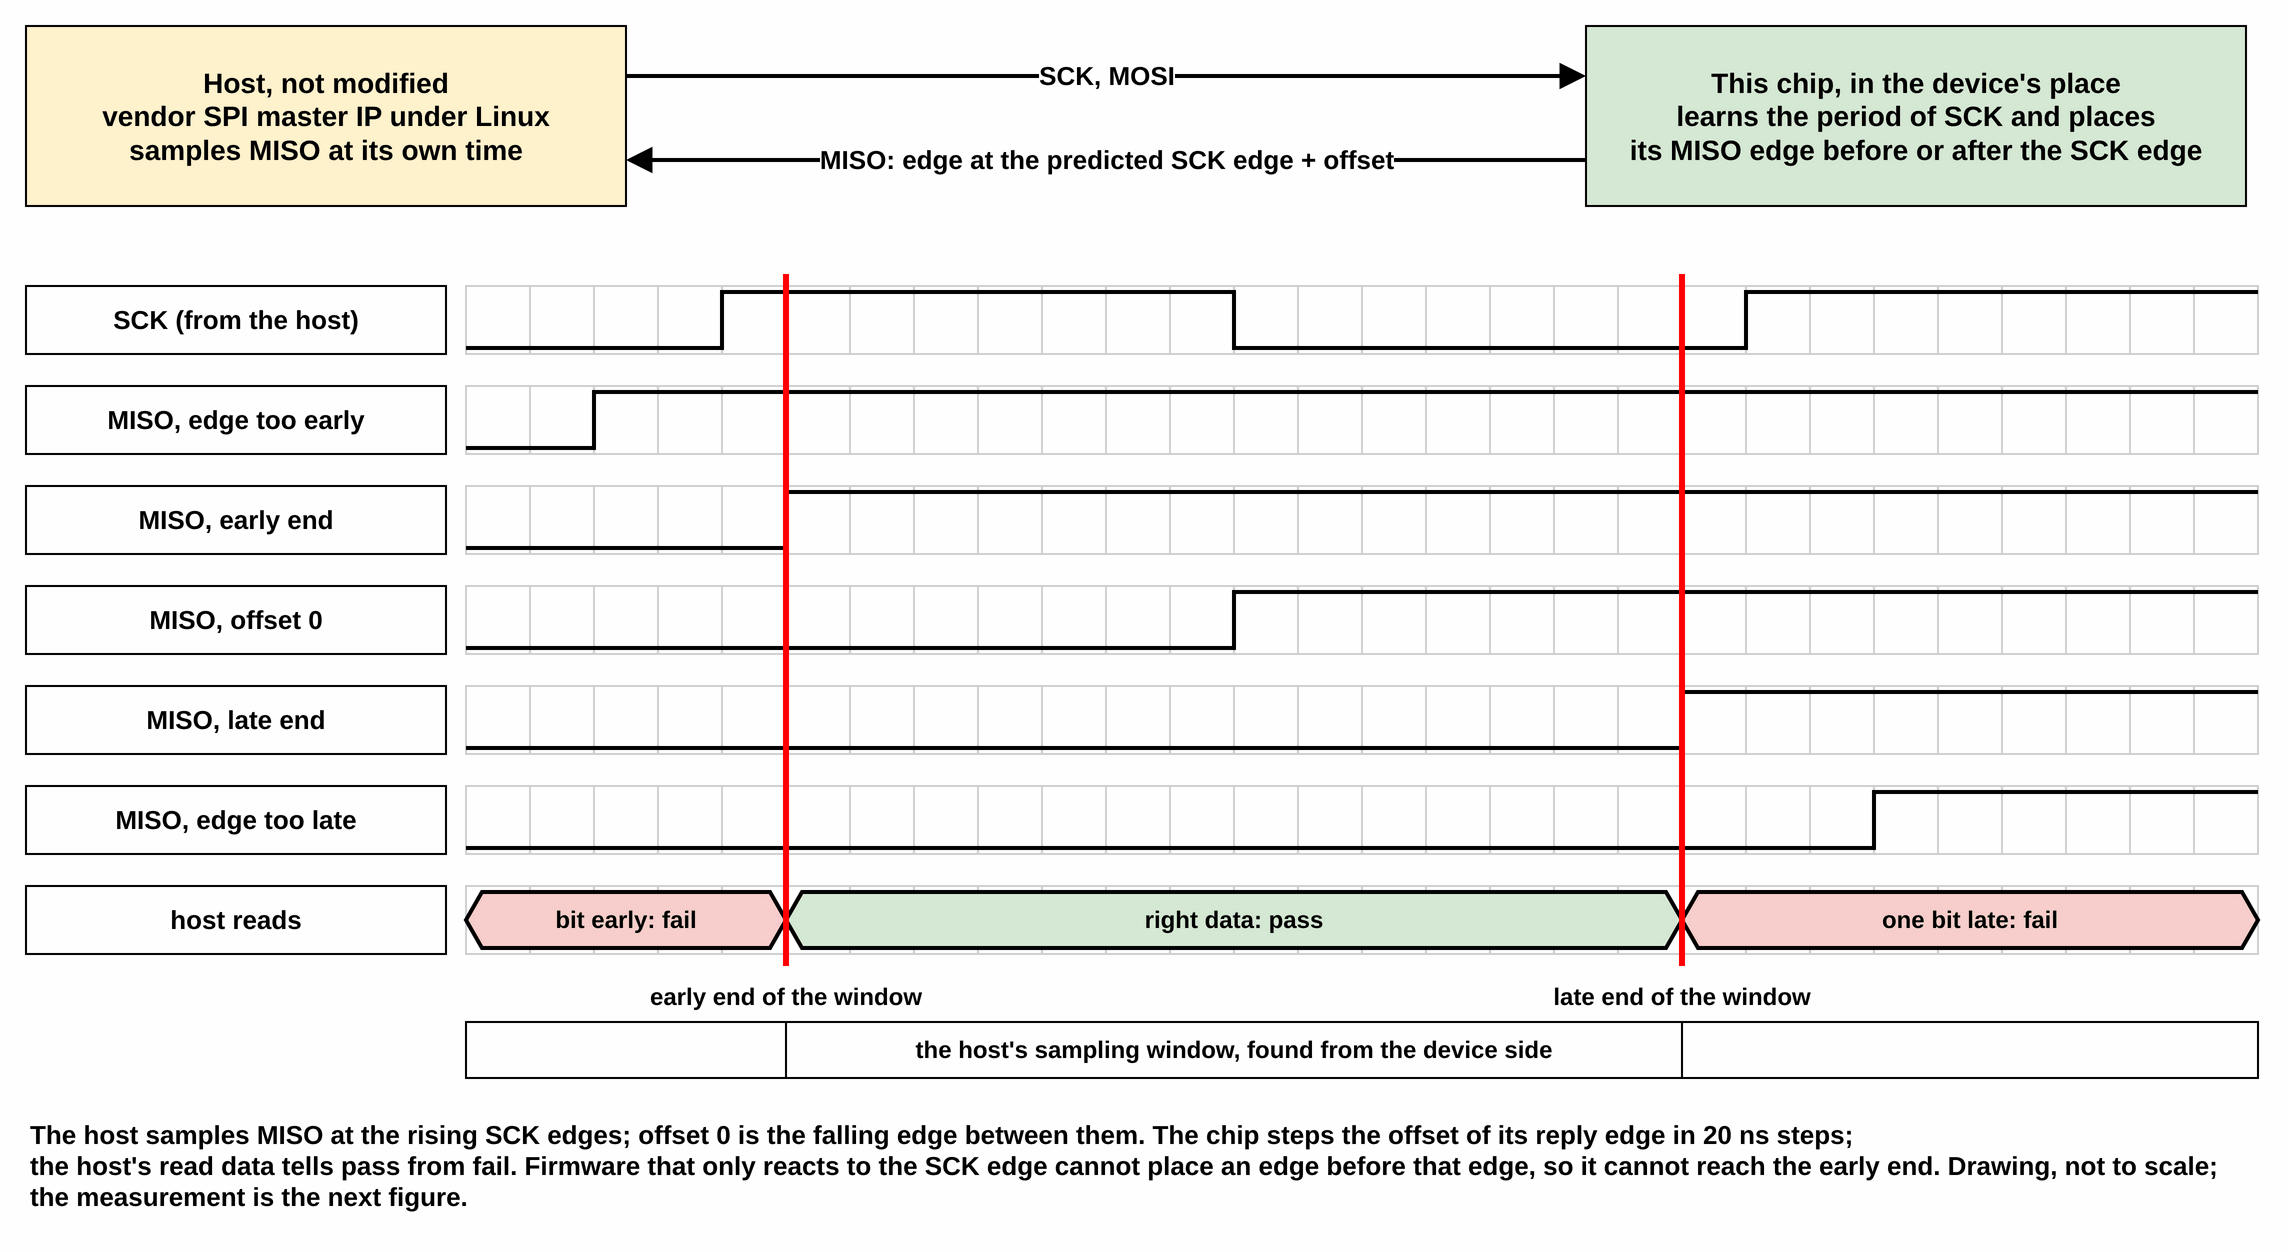 Host, not modified
vendor SPI master IP under Linux
samples MISO at its own time
SCK, MOSI
MISO: edge at the predicted SCK edge + offset
This chip, in the device's place
learns the period of SCK and places
its MISO edge before or after the SCK edge
SCK (from the host)
MISO, edge too early
MISO, early end
MISO, offset 0
MISO, late end
MISO, edge too late
host reads
bit early: fail
right data: pass
one bit late: fail
early end of the window
late end of the window
the host's sampling window, found from the device side
The host samples MISO at the rising SCK edges; offset 0 is the falling edge between them. The chip steps the offset of its reply edge in 20 ns steps;
the host's read data tells pass from fail. Firmware that only reacts to the SCK edge cannot place an edge before that edge, so it cannot reach the early end. Drawing, not to scale;
the measurement is the next figure.